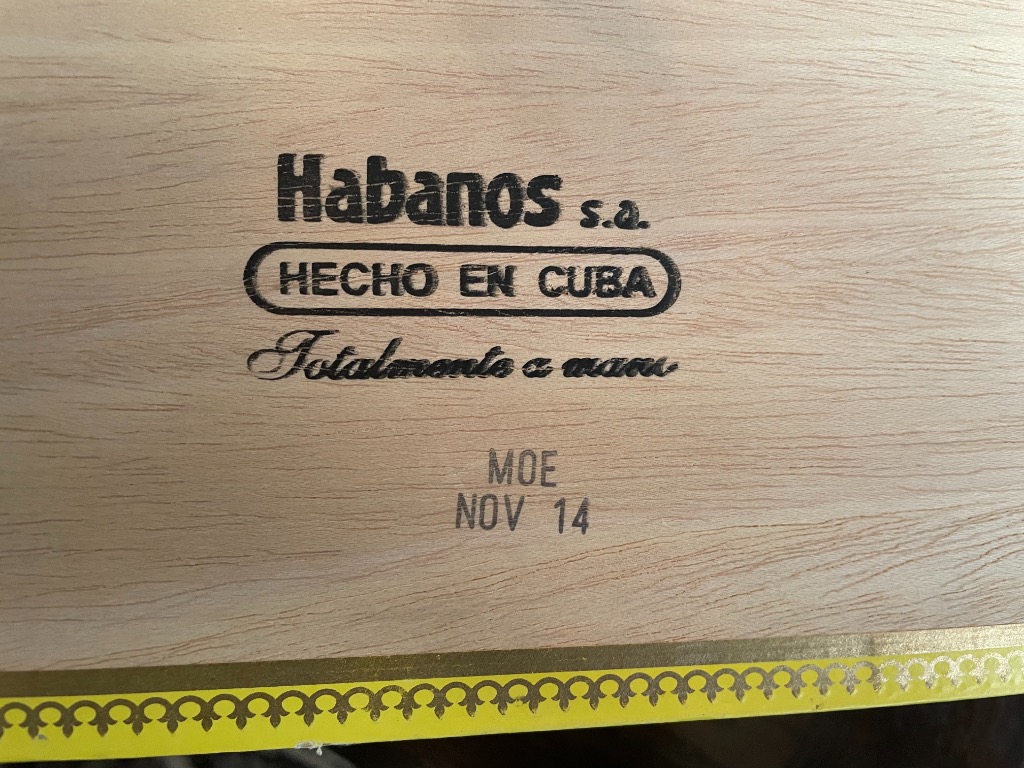 Habanos s.a.
HECHO EN CUBA
Totalmente a mano
MOE
NOV 14